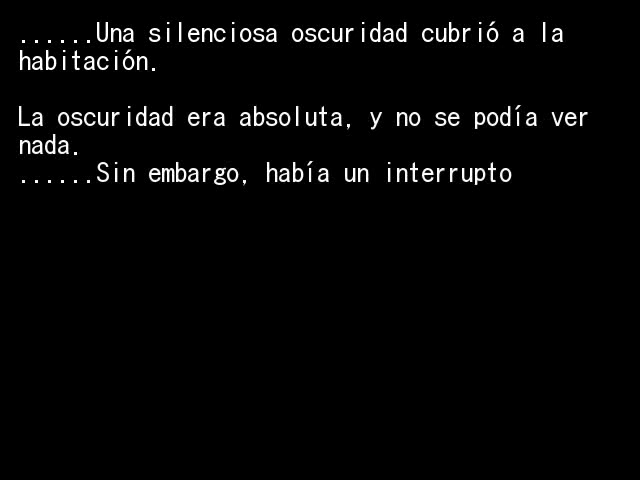 ......Una silenciosa oscuridad cubrió a la
habitación.
La oscuridad era absoluta, y no se podía ver
nada.
......Sin embargo, había un interrupto